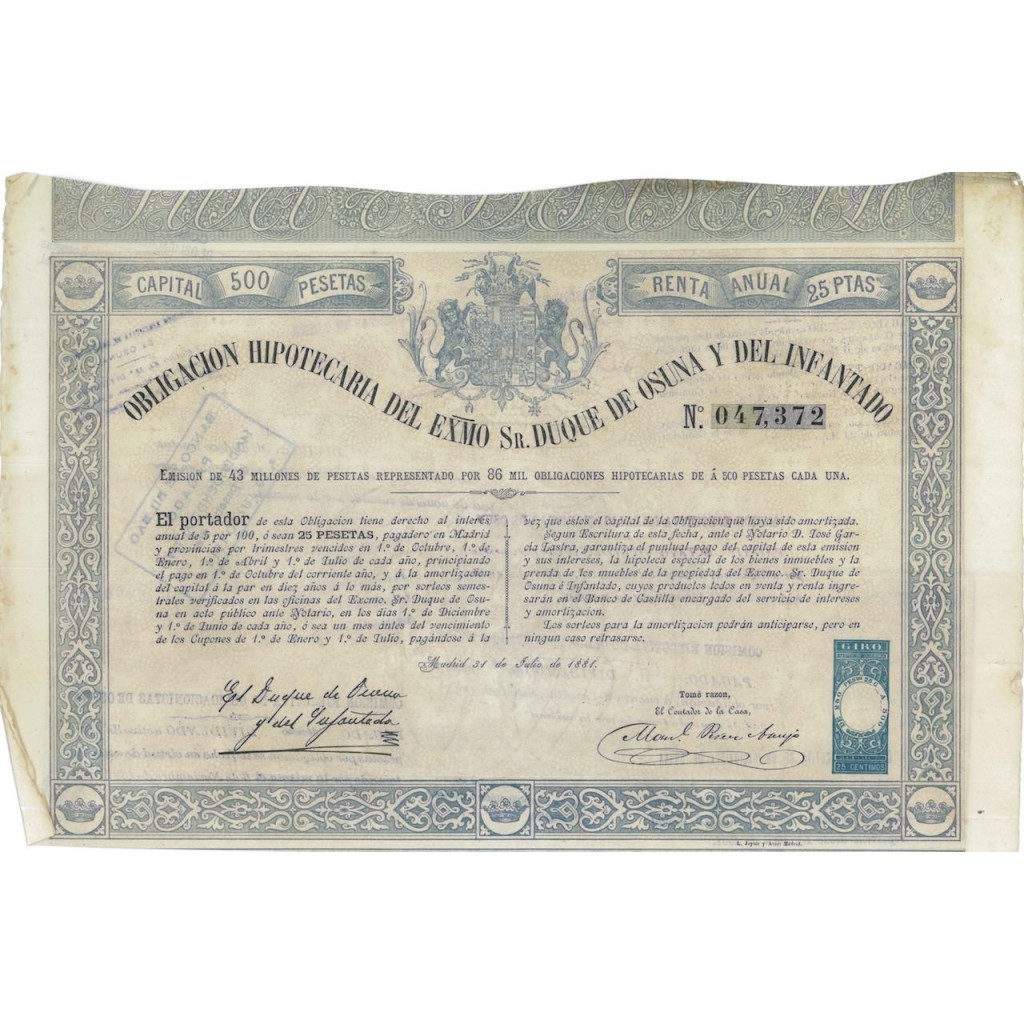 CAPITAL 500 PESETAS
RENTA ANUAL 25 PTAS
OBLIGACION HIPOTECARIA DEL EXMO SR. DUQUE DE OSUNA Y DEL INFANTADO
N.º 047,372
EMISION DE 43 MILLONES DE PESETAS REPRESENTADO POR 86 MIL OBLIGACIONES HIPOTECARIAS DE Á 500 PESETAS CADA UNA.
El portador de esta Obligacion tiene derecho al interés
anual de 5 por 100, ó sean 25 PESETAS, pagadero en Madrid
y provincias por trimestres vencidos en 1.º de Octubre, 1.º de
Enero, 1.º de Abril y 1.º de Julio de cada año, principiando
el pago en 1.º de Octubre del corriente año, y á la amortizacion
del capital á la par en diez años á lo más, por sorteos semes-
trales verificados en las oficinas del Excmo. Sr. Duque de Osu-
na en acto público ante Notario, en los dias 1.º de Diciembre
y 1.º de Junio de cada año, ó sea un mes ántes del vencimiento
de los Cupones de 1.º de Enero y 1.º de Julio, pagándose á la
vez que estos el capital de la Obligacion que haya sido amortizada.
Segun Escritura de esta fecha, ante el Notario D. José Gar-
cía Lastra, garantiza el puntual pago del capital de esta emision
y sus intereses, la hipoteca especial de los bienes inmuebles y la
prenda de los muebles de la propiedad del Excmo. Sr. Duque de
Osuna é Infantado, cuyos productos todos en venta y renta ingre-
sarán en el Banco de Castilla encargado del servicio de intereses
y amortizacion.
Los sorteos para la amortizacion podrán anticiparse, pero en
ningun caso retrasarse.
Madrid 31 de Julio de 1881.
El Duque de Osuna
y del Infantado
Tomé razon,
El Contador de la Casa,
Man.l Perez Araujo
GIRO
25 CENTIMOS